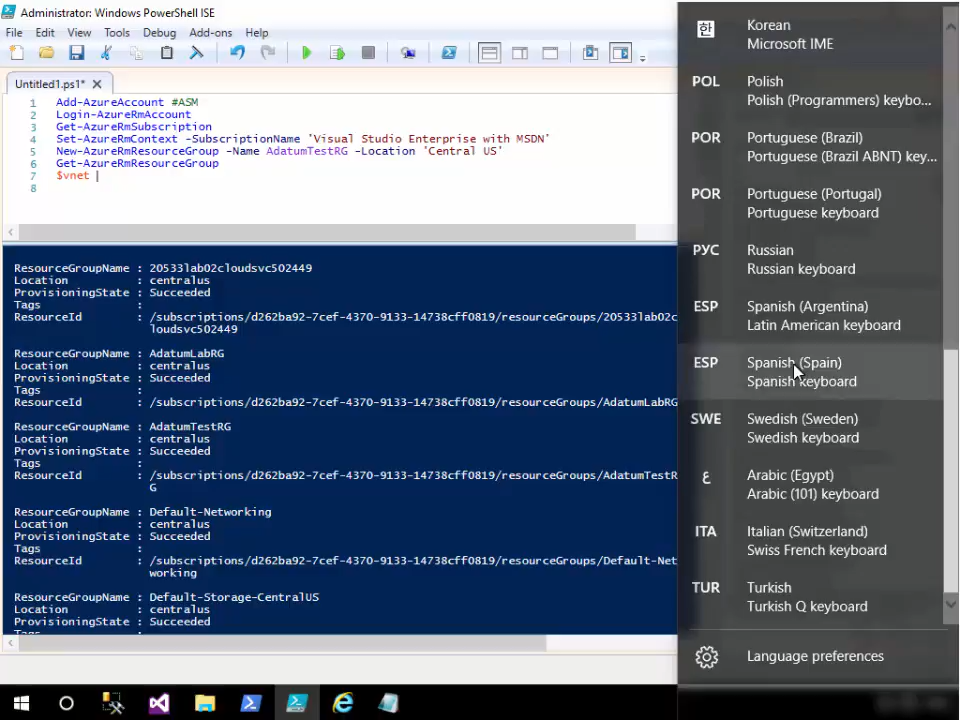 Administrator: Windows PowerShell ISE
File Edit View Tools Debug Add-ons Help
Untitled1.ps1*
1 Add-AzureAccount #ASM
2 Login-AzureRmAccount
3 Get-AzureRmSubscription
4 Set-AzureRmContext -SubscriptionName 'Visual Studio Enterprise with MSDN'
5 New-AzureRmResourceGroup -Name AdatumTestRG -Location 'Central US'
6 Get-AzureRmResourceGroup
7 $vnet
8
ResourceGroupName : 20533lab02cloudsvc502449
Location : centralus
ProvisioningState : Succeeded
Tags :
ResourceId : /subscriptions/d262ba92-7cef-4370-9133-14738cff0819/resourceGroups/20533lab02c
loudsvc502449
ResourceGroupName : AdatumLabRG
Location : centralus
ProvisioningState : Succeeded
Tags :
ResourceId : /subscriptions/d262ba92-7cef-4370-9133-14738cff0819/resourceGroups/AdatumLabRG
ResourceGroupName : AdatumTestRG
Location : centralus
ProvisioningState : Succeeded
Tags :
ResourceId : /subscriptions/d262ba92-7cef-4370-9133-14738cff0819/resourceGroups/AdatumTestR
G
ResourceGroupName : Default-Networking
Location : centralus
ProvisioningState : Succeeded
Tags :
ResourceId : /subscriptions/d262ba92-7cef-4370-9133-14738cff0819/resourceGroups/Default-Net
working
ResourceGroupName : Default-Storage-CentralUS
Location : centralus
ProvisioningState : Succeeded
Tags :
한 Korean
Microsoft IME
POL Polish
Polish (Programmers) keybo...
POR Portuguese (Brazil)
Portuguese (Brazil ABNT) key...
POR Portuguese (Portugal)
Portuguese keyboard
РУС Russian
Russian keyboard
ESP Spanish (Argentina)
Latin American keyboard
ESP Spanish (Spain)
Spanish keyboard
SWE Swedish (Sweden)
Swedish keyboard
ع Arabic (Egypt)
Arabic (101) keyboard
ITA Italian (Switzerland)
Swiss French keyboard
TUR Turkish
Turkish Q keyboard
Language preferences